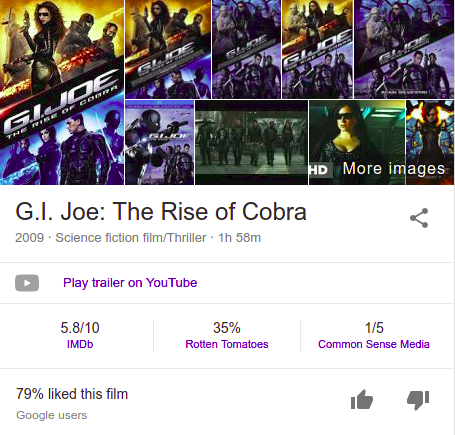 G.I.JOE
THE RISE OF COBRA
G.I.JOE
HD More images
G.I. Joe: The Rise of Cobra
2009 · Science fiction film/Thriller · 1h 58m
Play trailer on YouTube
5.8/10 35% 1/5
IMDb Rotten Tomatoes Common Sense Media
79% liked this film
Google users